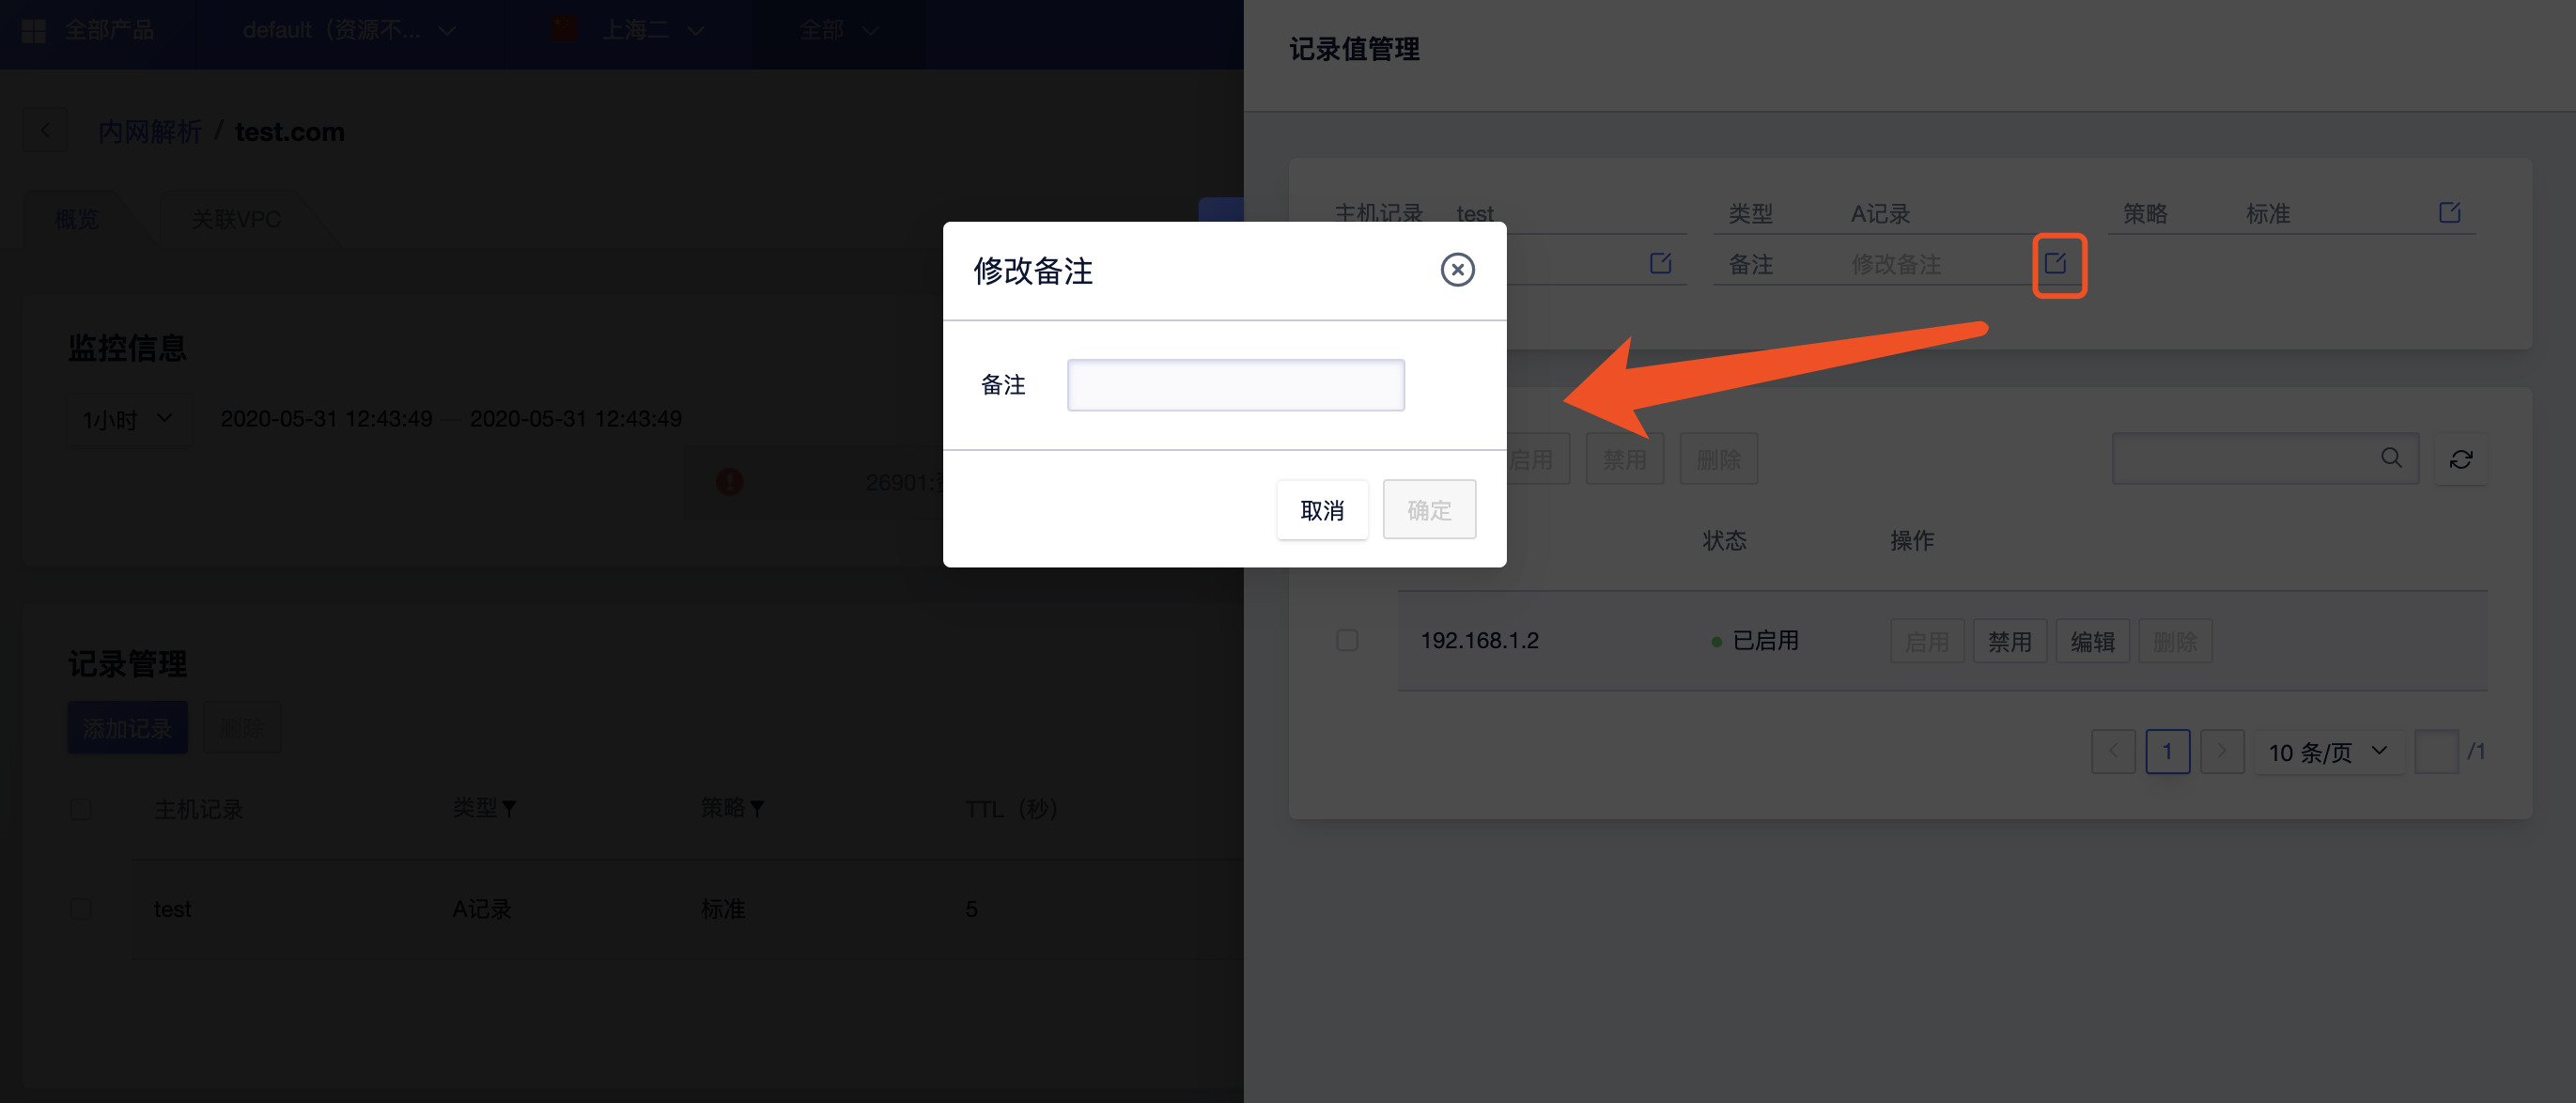 全部产品
default（资源不...
上海二
全部
内网解析 / test.com
概览
关联VPC
监控信息
1小时
2020-05-31 12:43:49 — 2020-05-31 12:43:49
26901:
记录管理
添加记录
删除
主机记录
类型
策略
TTL（秒）
test
A记录
标准
5
记录值管理
主机记录
test
类型
A记录
策略
标准
备注
修改备注
启用
禁用
删除
状态
操作
192.168.1.2
已启用
启用
禁用
编辑
删除
1
10 条/页
/1
修改备注
备注
取消
确定